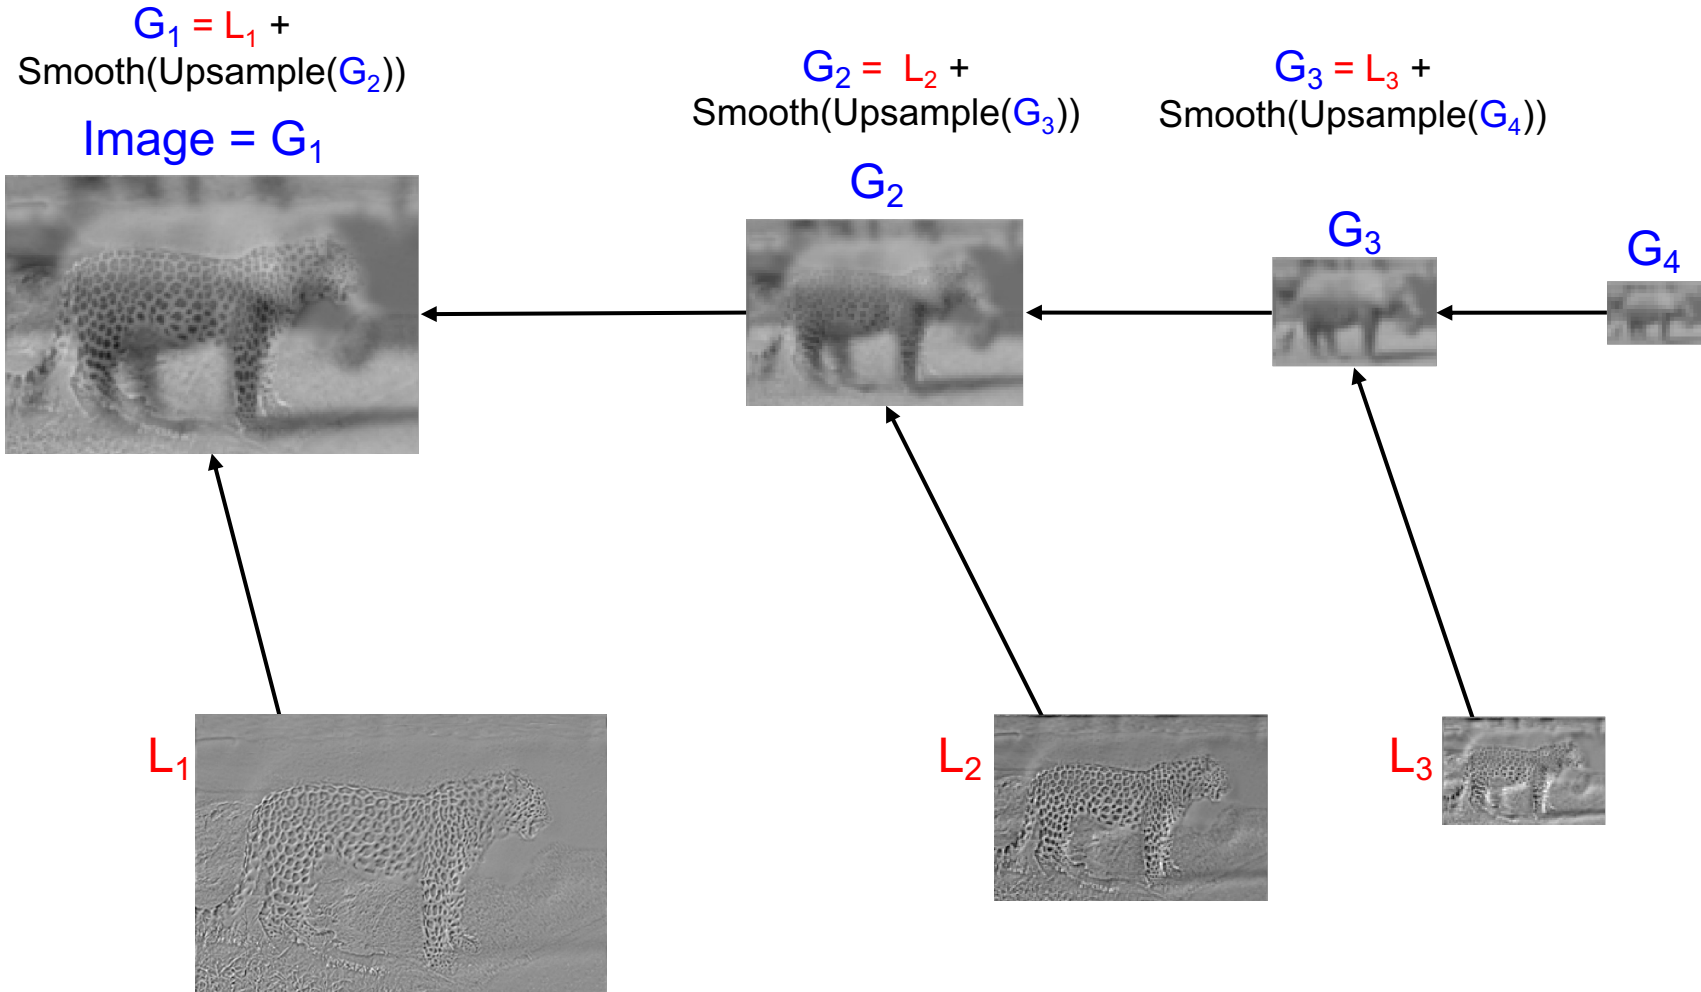 G₁ = L₁ +
Smooth(Upsample(G₂))
Image = G₁
G₂ = L₂ +
Smooth(Upsample(G₃))
G₂
G₃ = L₃ +
Smooth(Upsample(G₄))
G₃
G₄
L₁
L₂
L₃